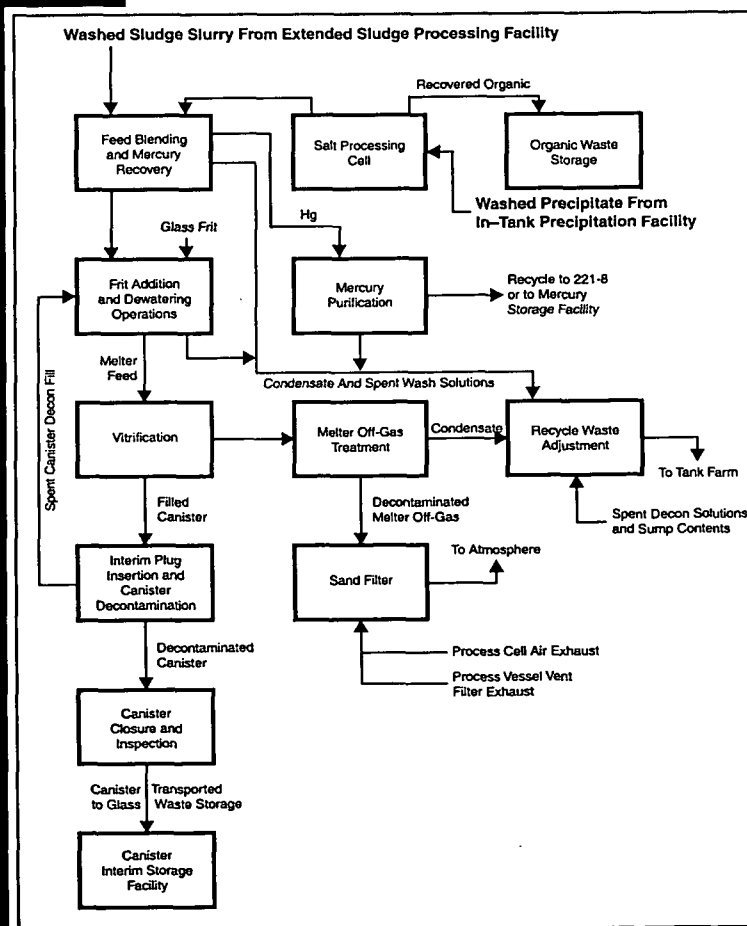 Washed Sludge Slurry From Extended Sludge Processing Facility
Recovered Organic
Feed Blending
and Mercury
Recovery
Salt Processing
Cell
Organic Waste
Storage
Washed Precipitate From
In-Tank Precipitation Facility
Hg
Glass Frit
Frit Addition
and Dewatering
Operations
Mercury
Purification
Recycle to 221-8
or to Mercury
Storage Facility
Melter
Feed
Condensate And Spent Wash Solutions
Spent Canister Decon Fill
Vitrification
Melter Off-Gas
Treatment
Condensate
Recycle Waste
Adjustment
To Tank Farm
Filled
Canister
Decontaminated
Melter Off-Gas
Spent Decon Solutions
and Sump Contents
Interim Plug
Insertion and
Canister
Decontamination
Sand Filter
To Atmosphere
Decontaminated
Canister
Process Cell Air Exhaust
Process Vessel Vent
Filter Exhaust
Canister
Closure and
Inspection
Canister Transported
to Glass Waste Storage
Canister
Interim Storage
Facility